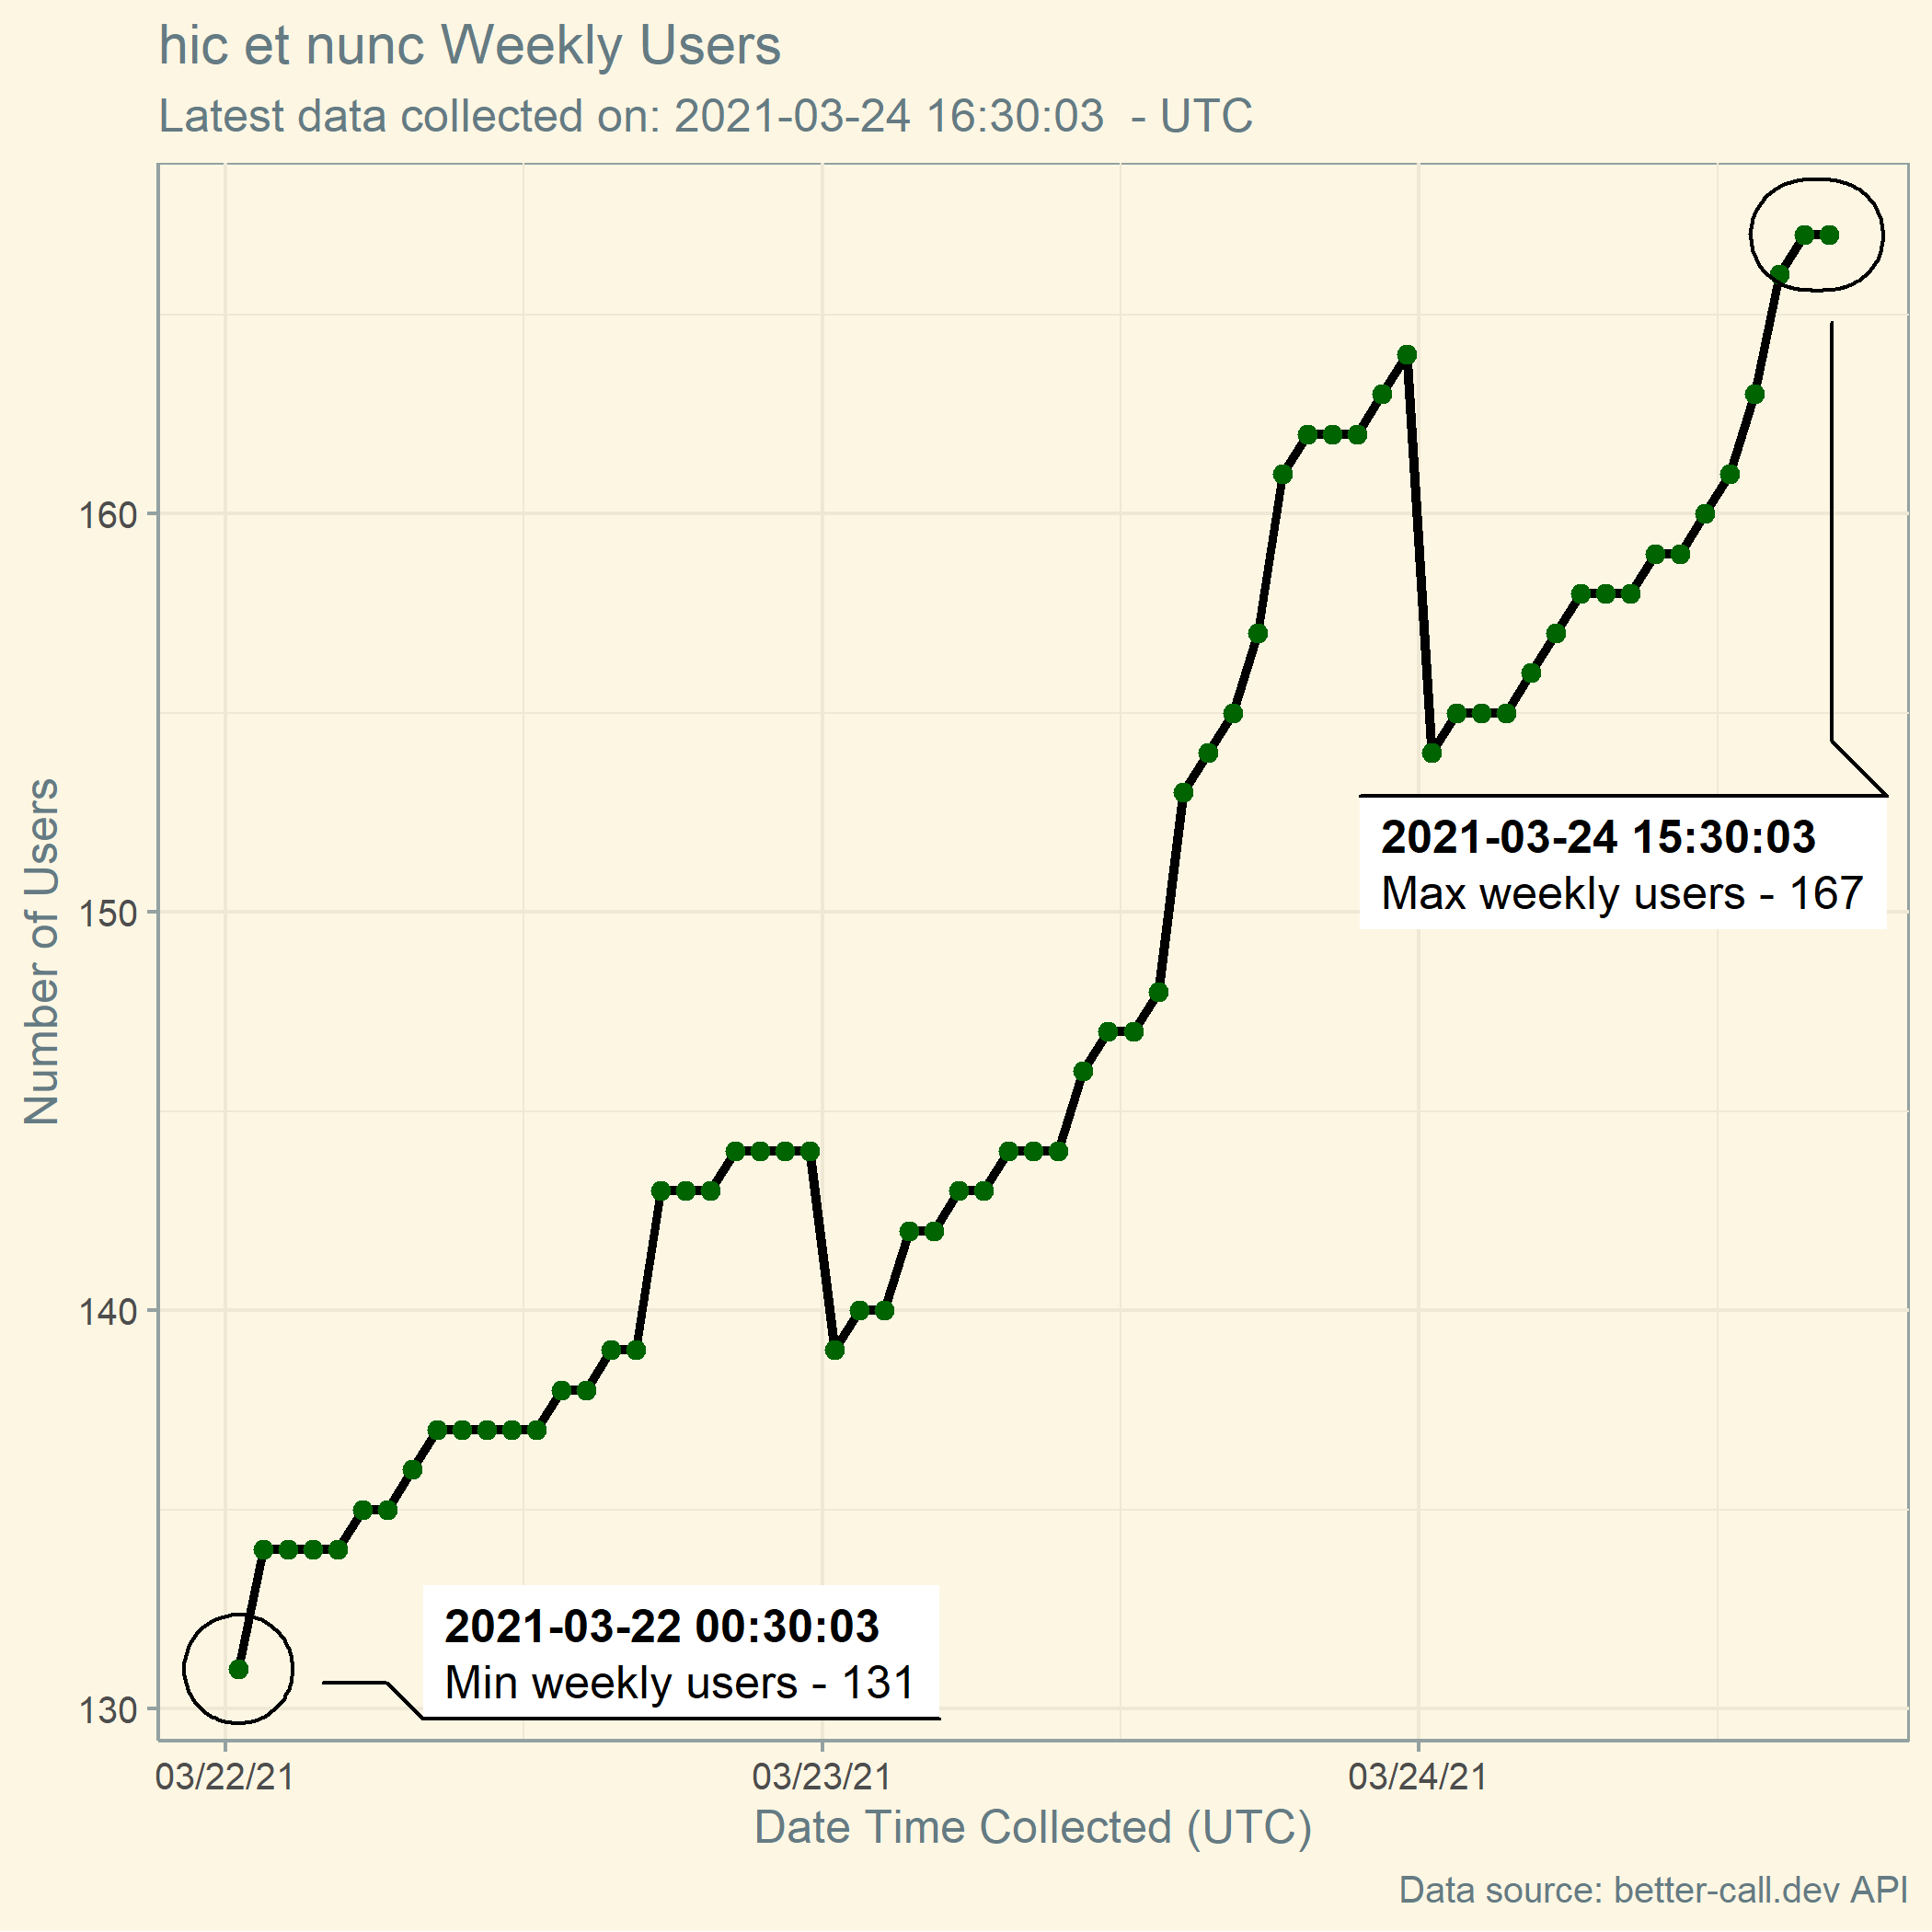 hic et nunc Weekly Users
Latest data collected on: 2021-03-24 16:30:03  - UTC
Number of Users
160
150
140
130
2021-03-24 15:30:03
Max weekly users - 167
2021-03-22 00:30:03
Min weekly users - 131
03/22/21
03/23/21
03/24/21
Date Time Collected (UTC)
Data source: better-call.dev API